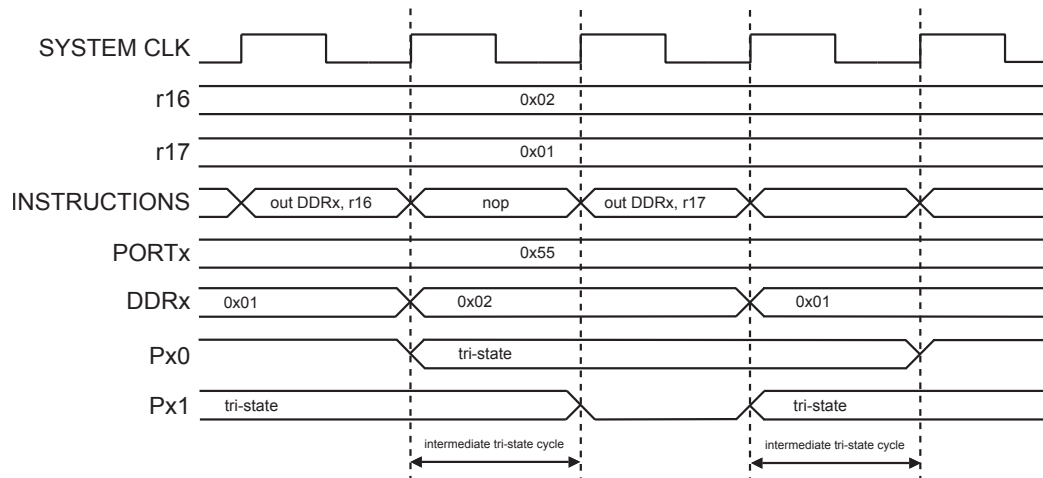 SYSTEM CLK
r16 0x02
r17 0x01
INSTRUCTIONS out DDRx, r16 nop out DDRx, r17
PORTx 0x55
DDRx 0x01 0x02 0x01
Px0 tri-state
Px1 tri-state tri-state
intermediate tri-state cycle intermediate tri-state cycle